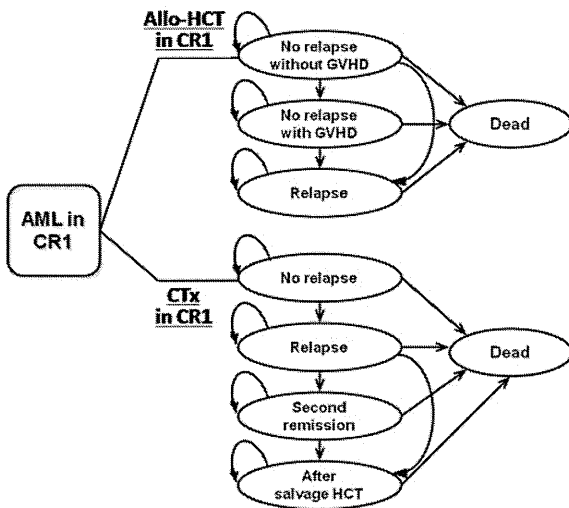 Allo-HCT
in CR1
No relapse
without GVHD
No relapse
with GVHD
Dead
Relapse
AML in
CR1
No relapse
CTx
in CR1
Relapse
Dead
Second
remission
After
salvage HCT